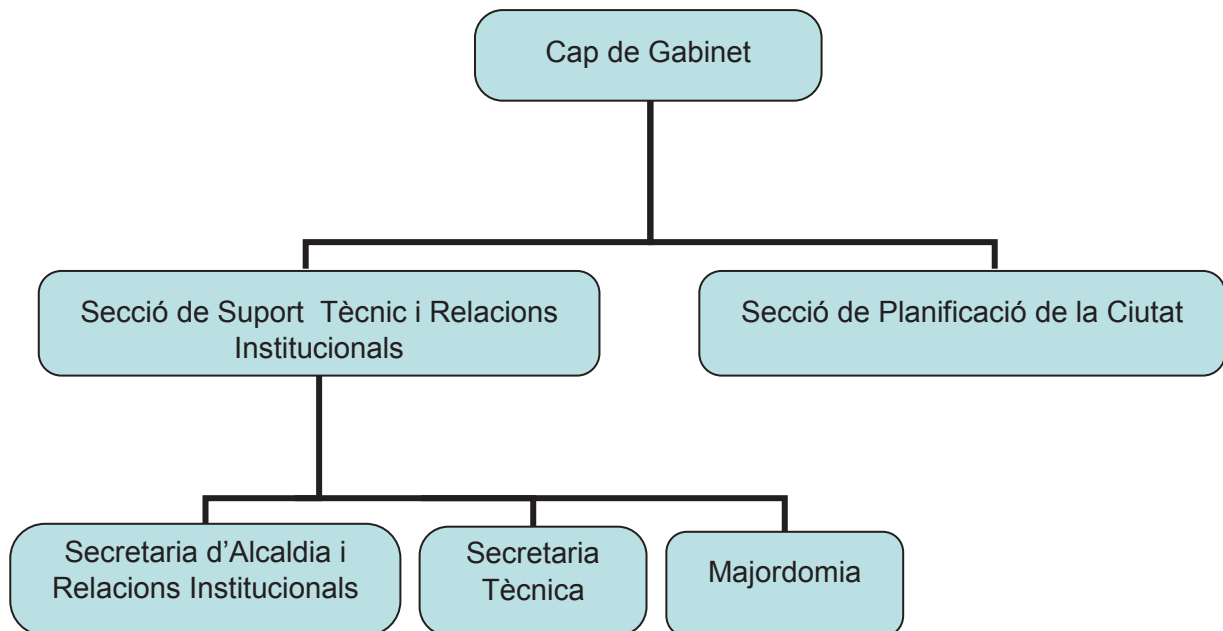 Cap de Gabinet
Secció de Suport  Tècnic i Relacions
Institucionals
Secció de Planificació de la Ciutat
Secretaria d’Alcaldia i
Relacions Institucionals
Secretaria
Tècnica
Majordomia